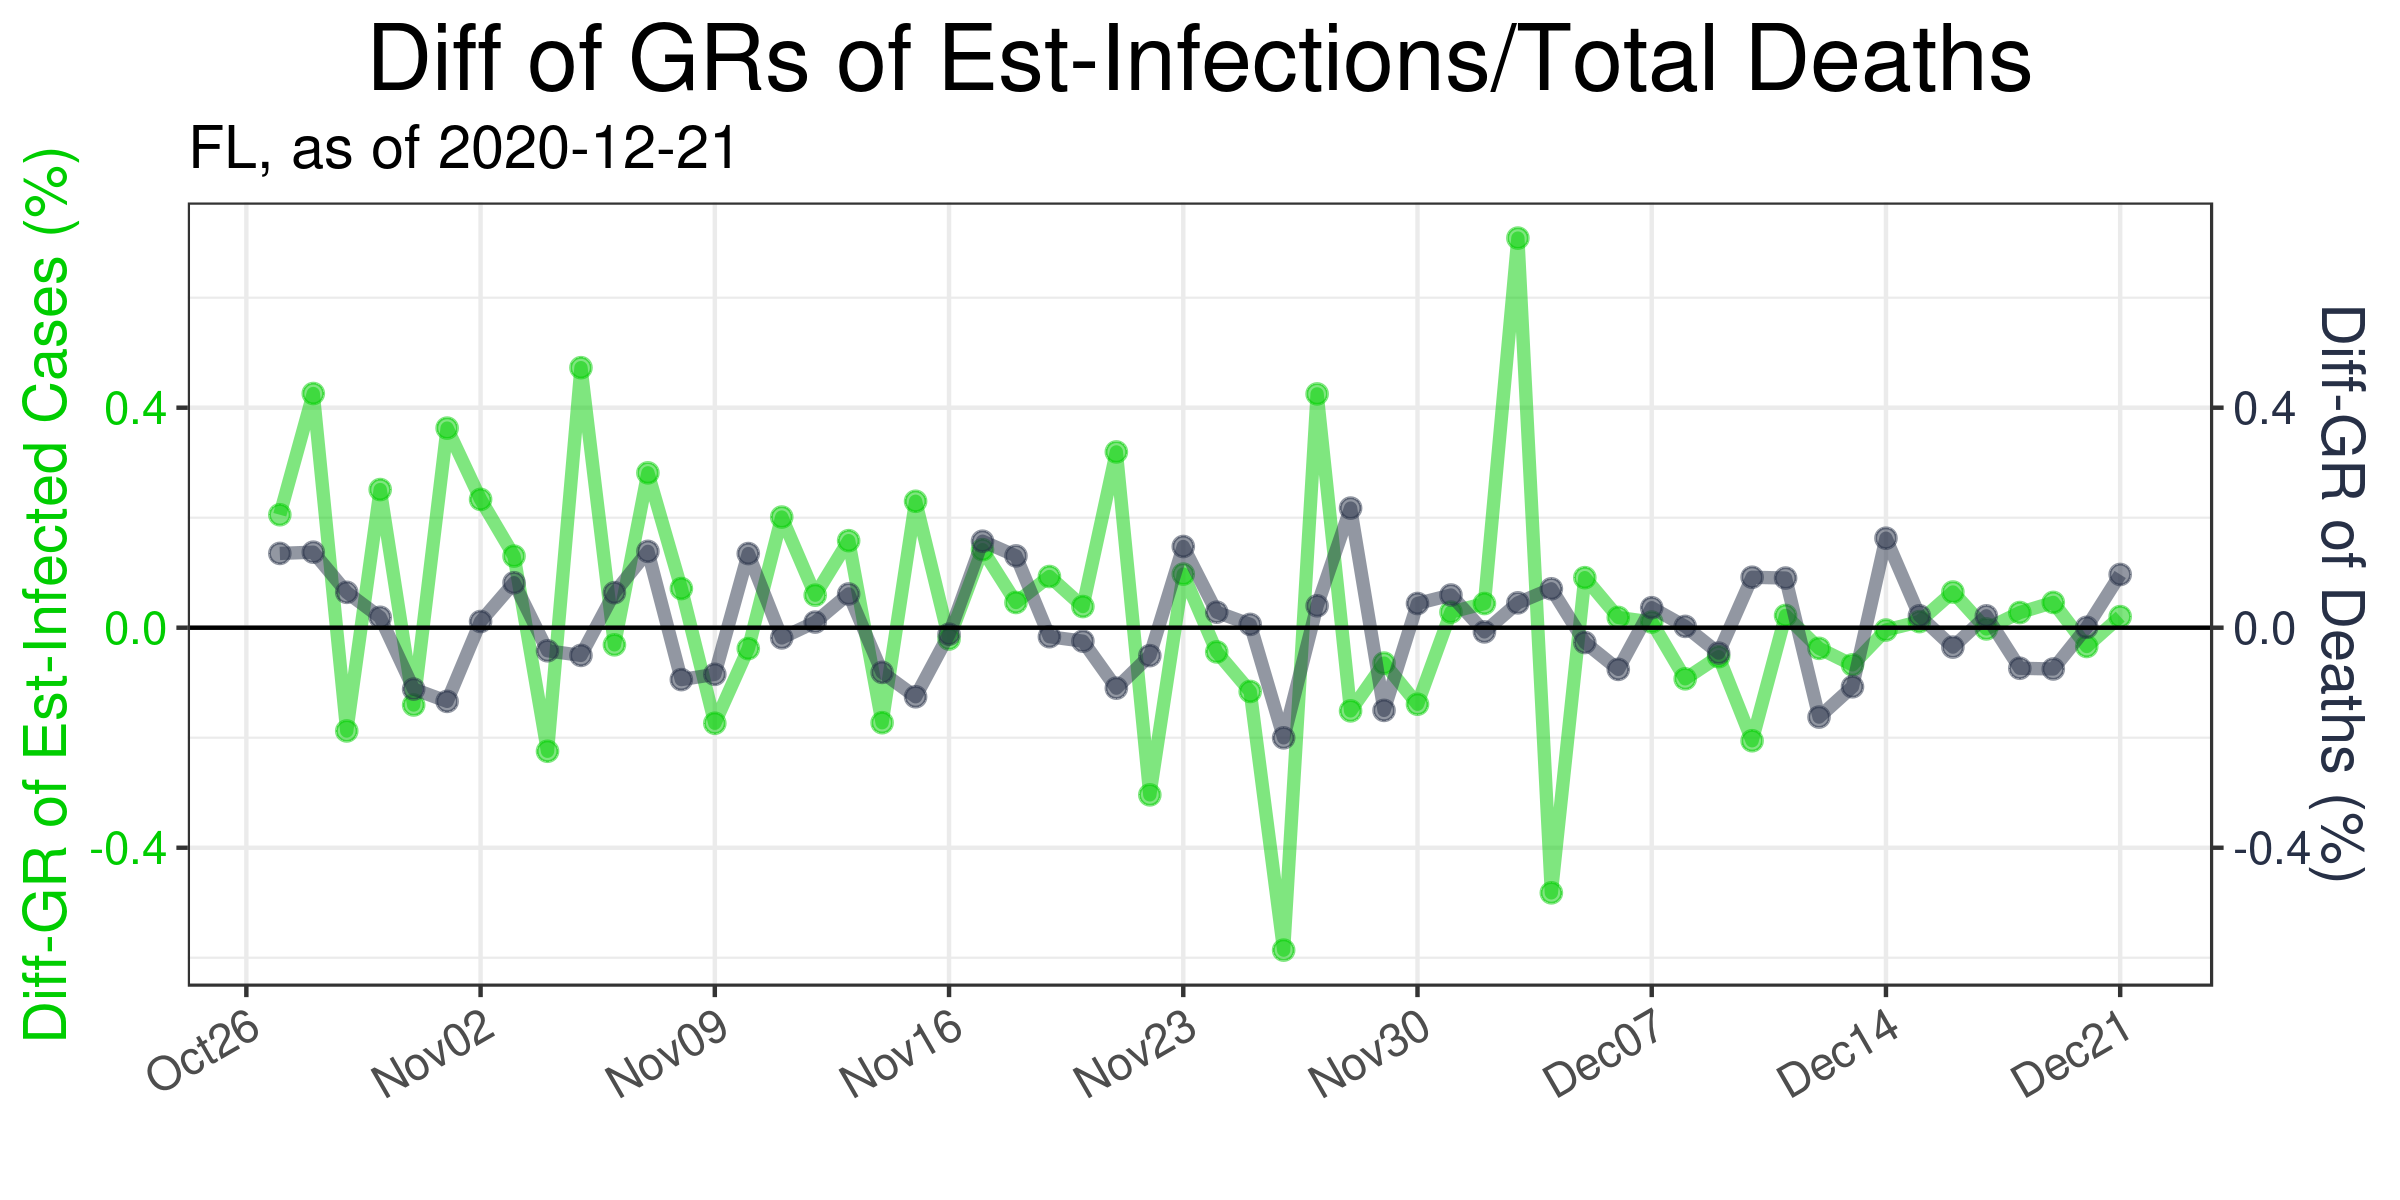 Diff of GRs of Est-Infections/Total Deaths
FL, as of 2020-12-21
Diff-GR of Est-Infected Cases (%)
0.4
0.0
-0.4
0.4
0.0
-0.4
Diff-GR of Deaths (%)
Oct26
Nov02
Nov09
Nov16
Nov23
Nov30
Dec07
Dec14
Dec21